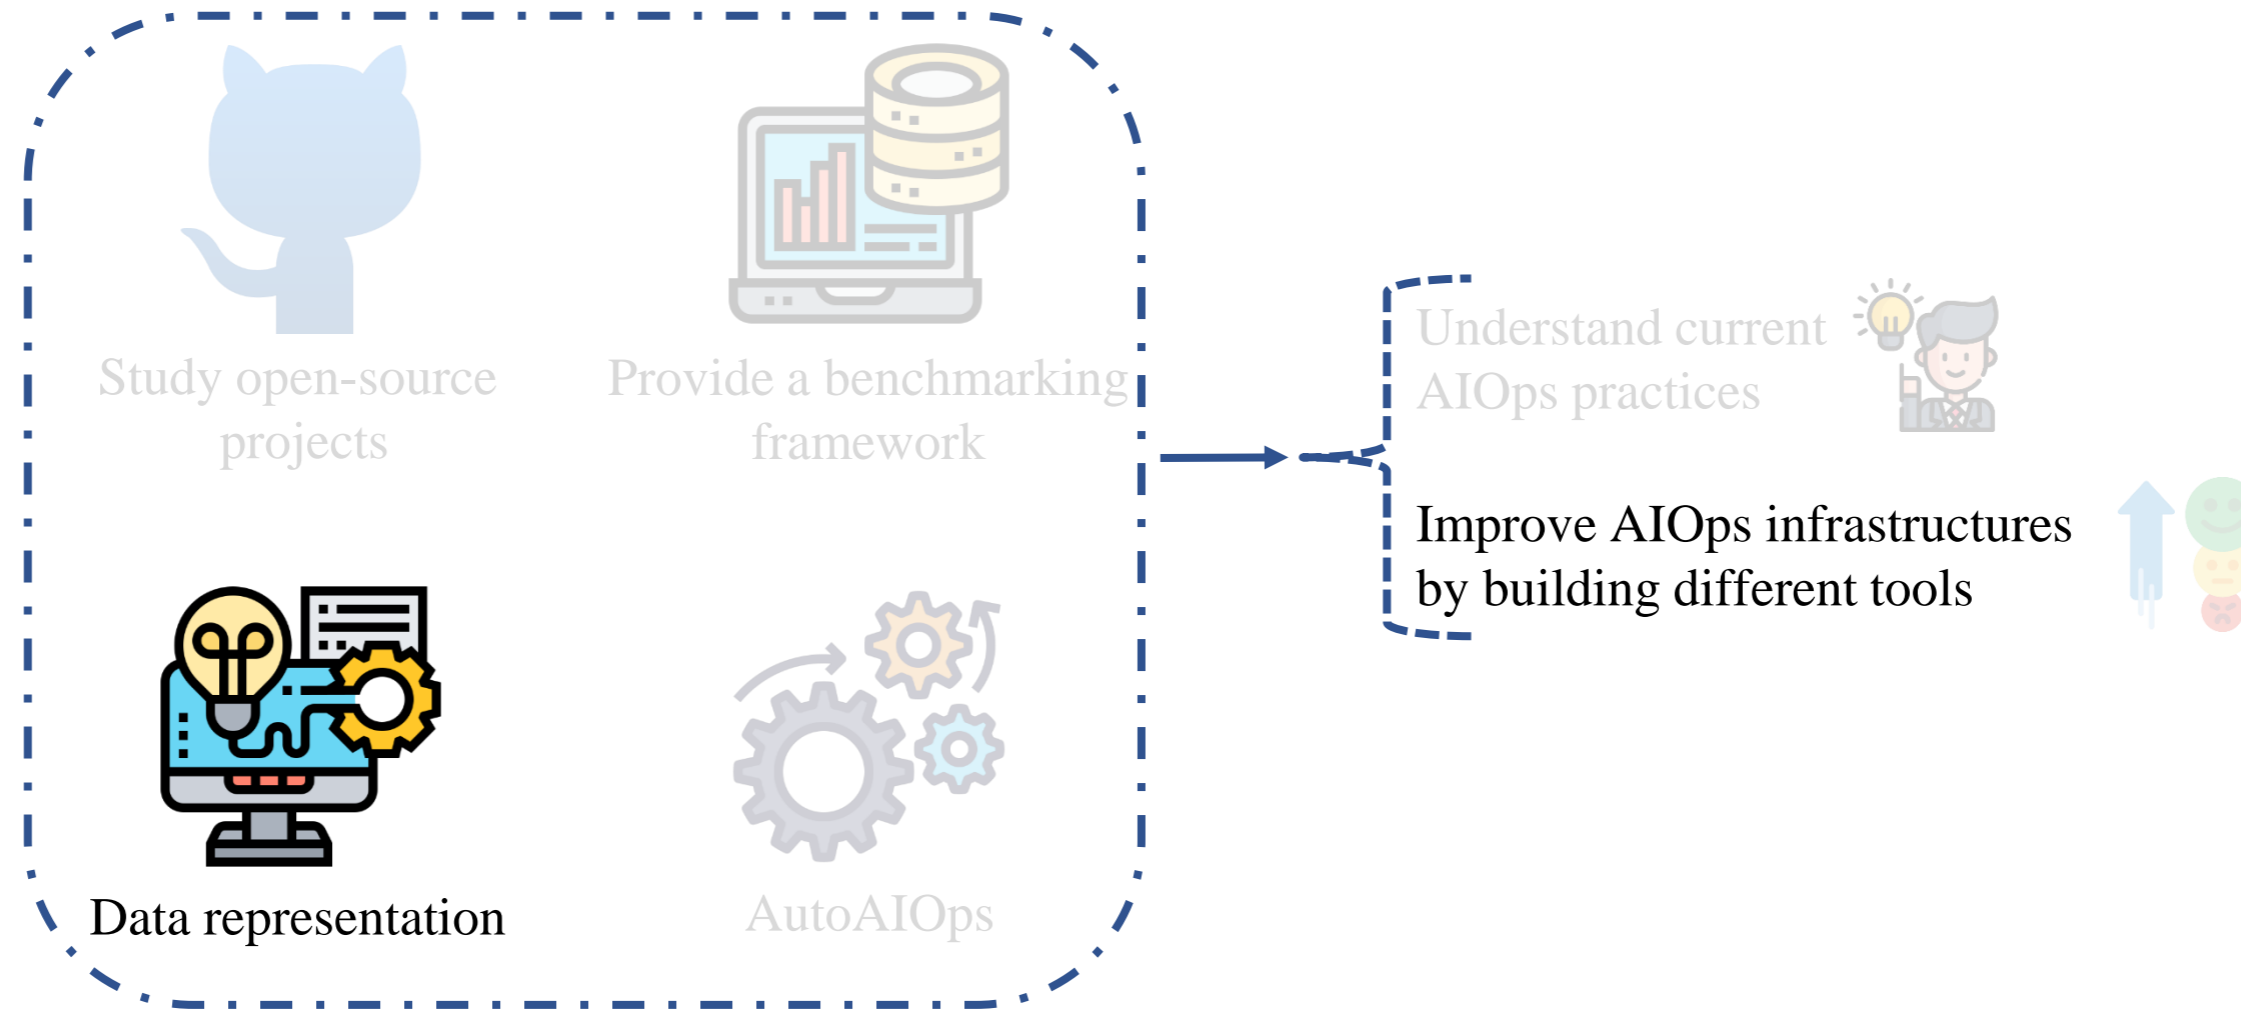 Study open-source
projects
Provide a benchmarking
framework
Data representation
AutoAIOps
Understand current
AIOps practices
Improve AIOps infrastructures
by building different tools